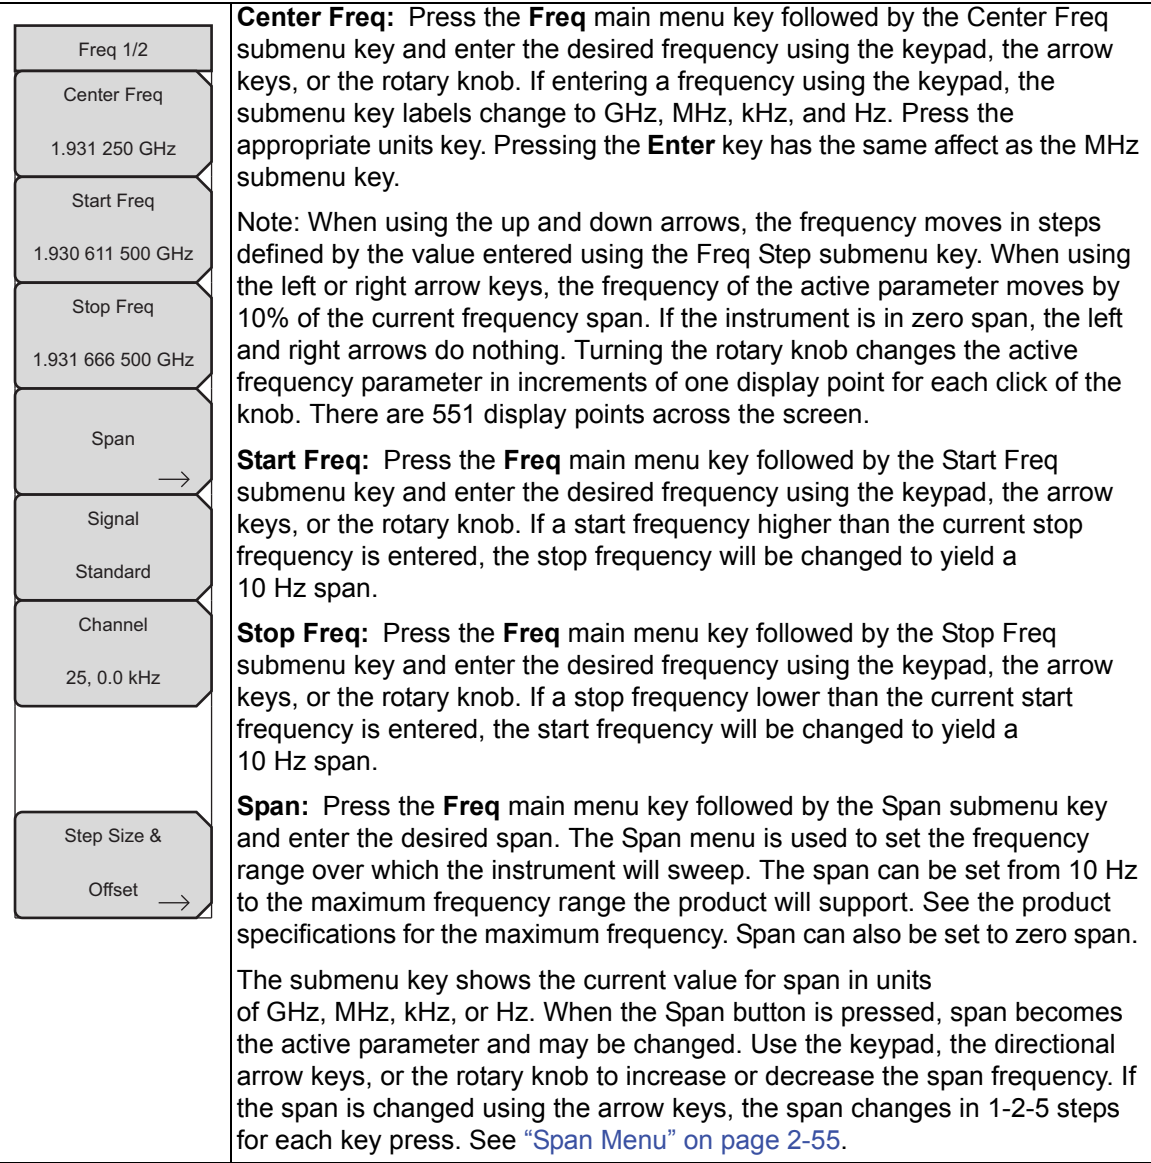 Freq 1/2
Center Freq
1.931 250 GHz
Start Freq
1.930 611 500 GHz
Stop Freq
1.931 666 500 GHz
Span
→
Signal
Standard
Channel
25, 0.0 kHz
Step Size &
Offset →
Center Freq: Press the Freq main menu key followed by the Center Freq
submenu key and enter the desired frequency using the keypad, the arrow
keys, or the rotary knob. If entering a frequency using the keypad, the
submenu key labels change to GHz, MHz, kHz, and Hz. Press the
appropriate units key. Pressing the Enter key has the same affect as the MHz
submenu key.
Note: When using the up and down arrows, the frequency moves in steps
defined by the value entered using the Freq Step submenu key. When using
the left or right arrow keys, the frequency of the active parameter moves by
10% of the current frequency span. If the instrument is in zero span, the left
and right arrows do nothing. Turning the rotary knob changes the active
frequency parameter in increments of one display point for each click of the
knob. There are 551 display points across the screen.
Start Freq: Press the Freq main menu key followed by the Start Freq
submenu key and enter the desired frequency using the keypad, the arrow
keys, or the rotary knob. If a start frequency higher than the current stop
frequency is entered, the stop frequency will be changed to yield a
10 Hz span.
Stop Freq: Press the Freq main menu key followed by the Stop Freq
submenu key and enter the desired frequency using the keypad, the arrow
keys, or the rotary knob. If a stop frequency lower than the current start
frequency is entered, the start frequency will be changed to yield a
10 Hz span.
Span: Press the Freq main menu key followed by the Span submenu key
and enter the desired span. The Span menu is used to set the frequency
range over which the instrument will sweep. The span can be set from 10 Hz
to the maximum frequency range the product will support. See the product
specifications for the maximum frequency. Span can also be set to zero span.
The submenu key shows the current value for span in units
of GHz, MHz, kHz, or Hz. When the Span button is pressed, span becomes
the active parameter and may be changed. Use the keypad, the directional
arrow keys, or the rotary knob to increase or decrease the span frequency. If
the span is changed using the arrow keys, the span changes in 1-2-5 steps
for each key press. See “Span Menu” on page 2-55.